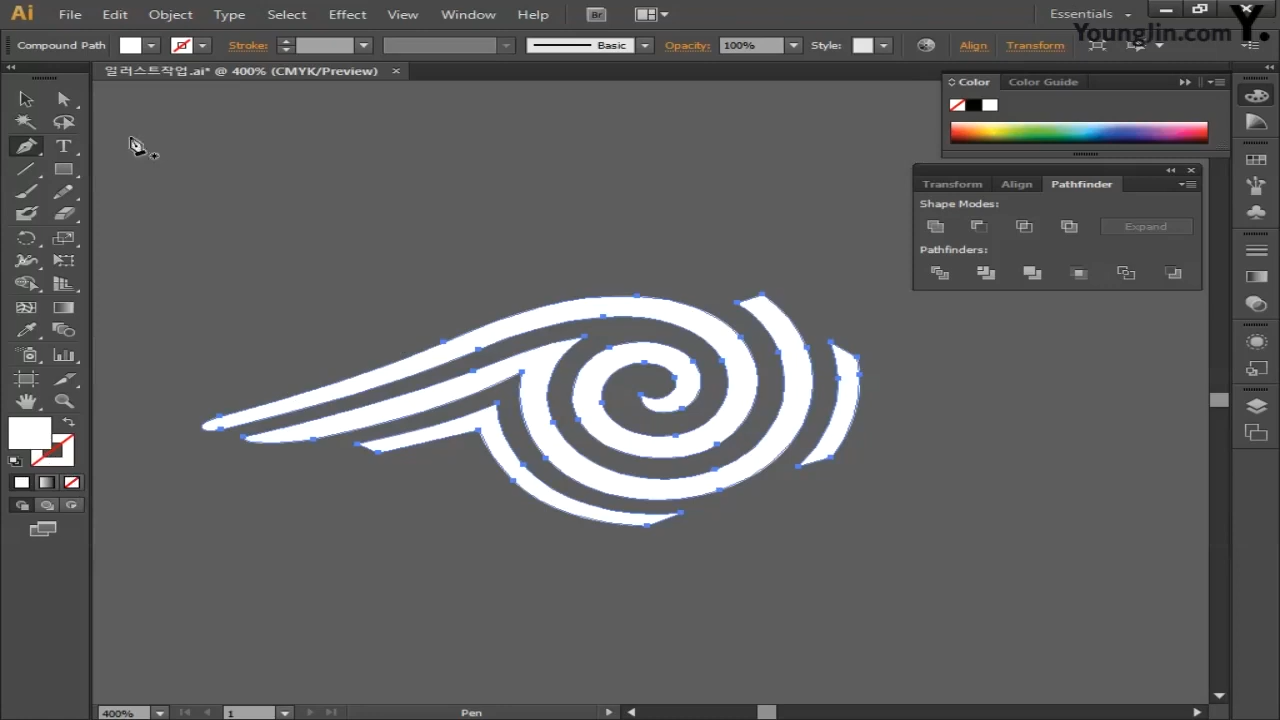 Ai File Edit Object Type Select Effect View Window Help Br Essentials
YoungJin.com Y.
Compound Path Stroke: Basic Opacity: 100% Style: Align Transform
일러스트작업.ai* @ 400% (CMYK/Preview) ×
Color Color Guide
T
Transform Align Pathfinder
Shape Modes:
Expand
Pathfinders:
400% 1 Pen